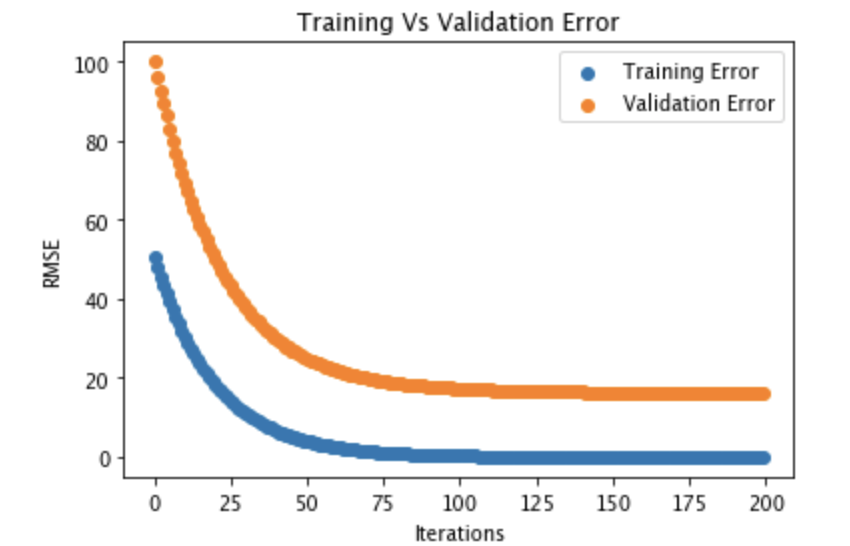 Training Vs Validation Error
Training Error
Validation Error
RMSE
100
80
60
40
20
0
0 25 50 75 100 125 150 175 200
Iterations